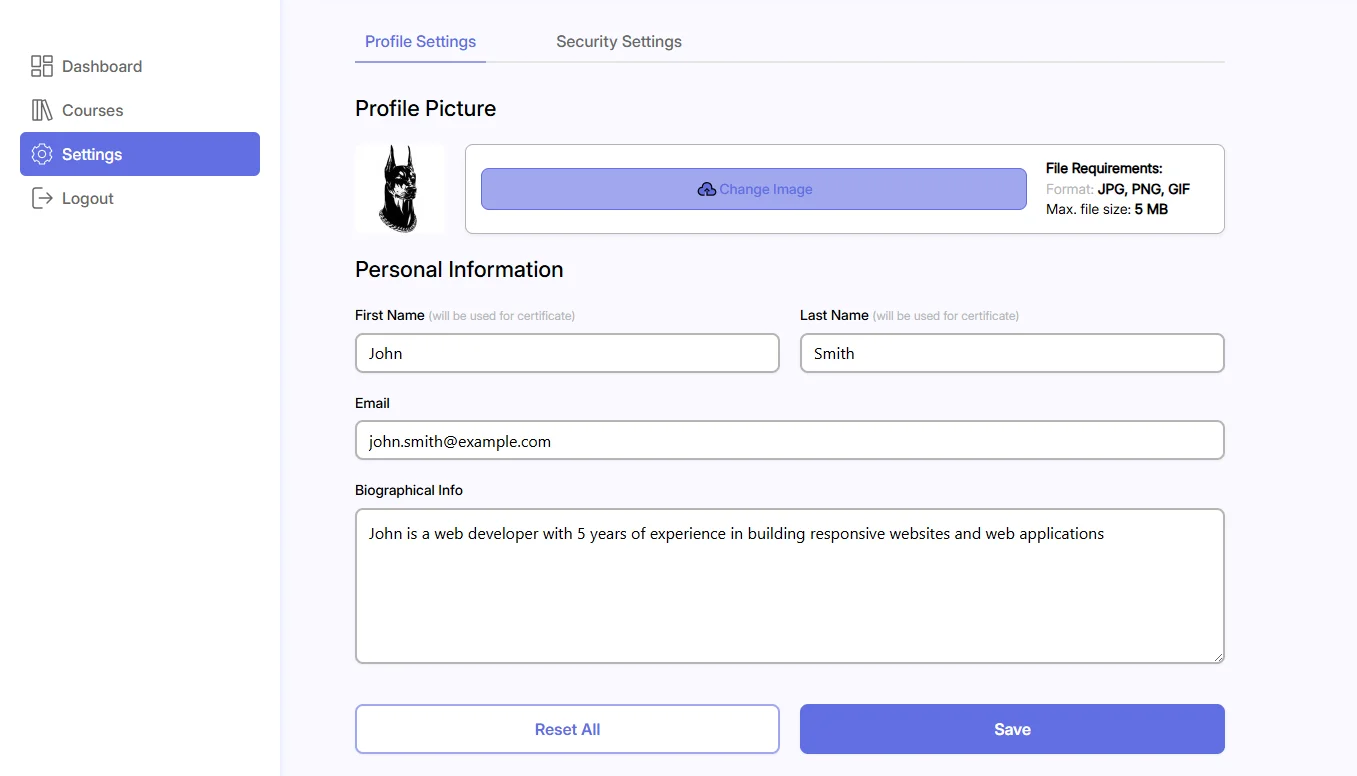 Dashboard
Courses
Settings
Logout
Profile Settings
Security Settings
Profile Picture
Change Image
File Requirements:
Format: JPG, PNG, GIF
Max. file size: 5 MB
Personal Information
First Name (will be used for certificate)
John
Last Name (will be used for certificate)
Smith
Email
john.smith@example.com
Biographical Info
John is a web developer with 5 years of experience in building responsive websites and web applications
Reset All
Save